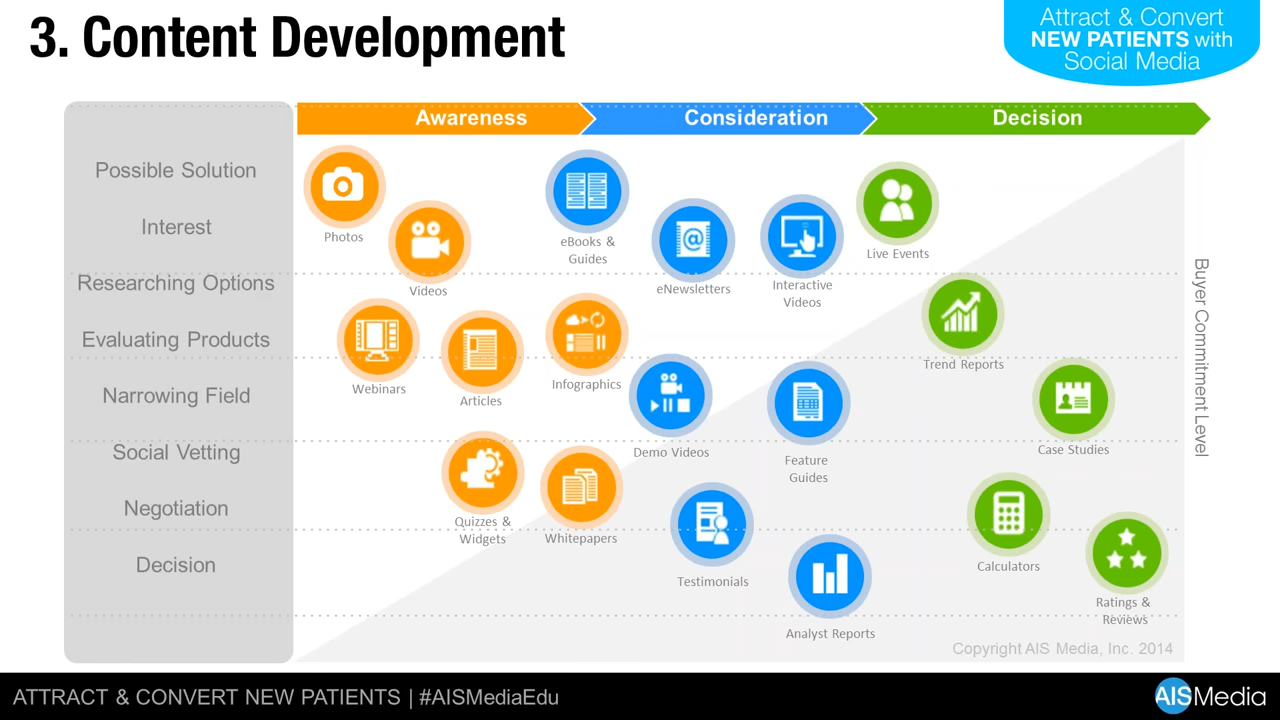 3. Content Development
Attract & Convert
NEW PATIENTS with
Social Media
Awareness
Consideration
Decision
Possible Solution
Interest
Researching Options
Evaluating Products
Narrowing Field
Social Vetting
Negotiation
Decision
Photos
Videos
eBooks &
Guides
eNewsletters
Interactive
Videos
Live Events
Webinars
Articles
Infographics
Trend Reports
Demo Videos
Feature
Guides
Case Studies
Quizzes &
Widgets
Whitepapers
Testimonials
Analyst Reports
Calculators
Ratings &
Reviews
Buyer Commitment Level
Copyright AIS Media, Inc. 2014
ATTRACT & CONVERT NEW PATIENTS | #AISMediaEdu
AISMedia